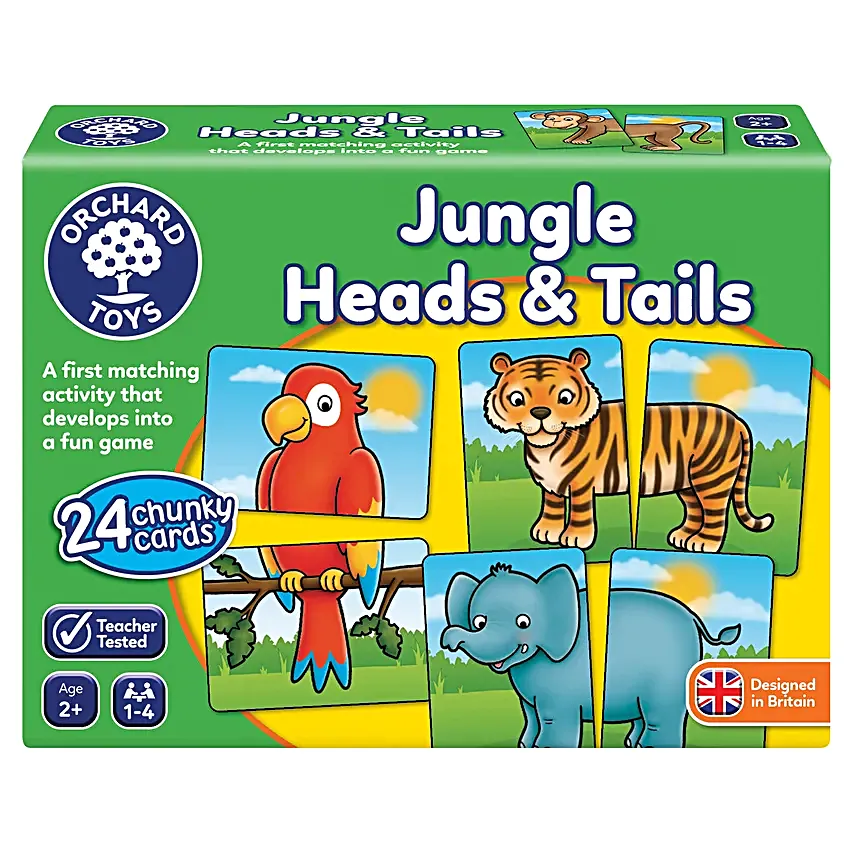 ORCHARD
TOYS
Jungle
Heads & Tails
A first matching activity
that develops into a fun game
Age
2+
1-4
ORCHARD
TOYS
Jungle
Heads & Tails
A first matching
activity that
develops into
a fun game
24 chunky
cards
Teacher
Tested
Age
2+
1-4
Designed
in Britain